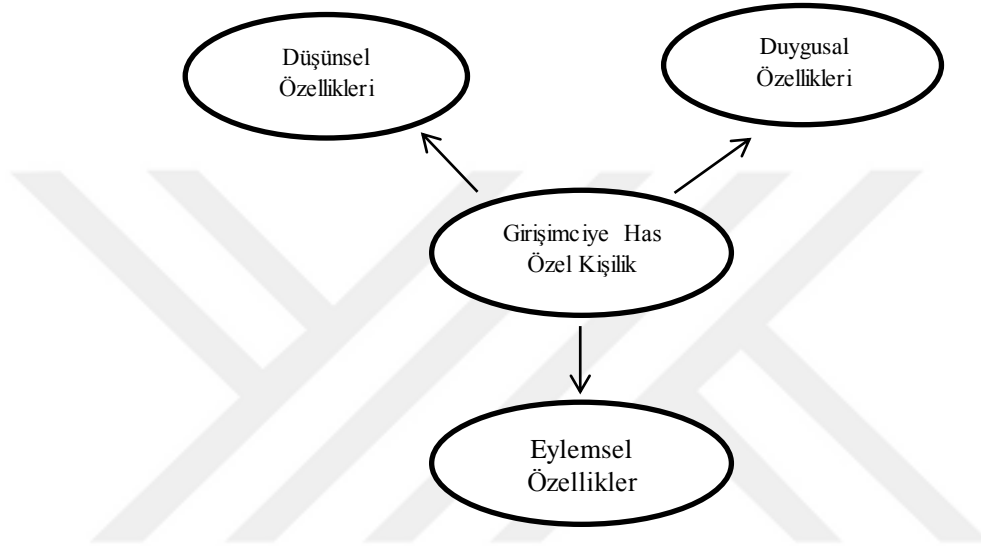 Düşünsel
Özellikleri
Duygusal
Özellikleri
Girişimciye Has
Özel Kişilik
Eylemsel
Özellikler